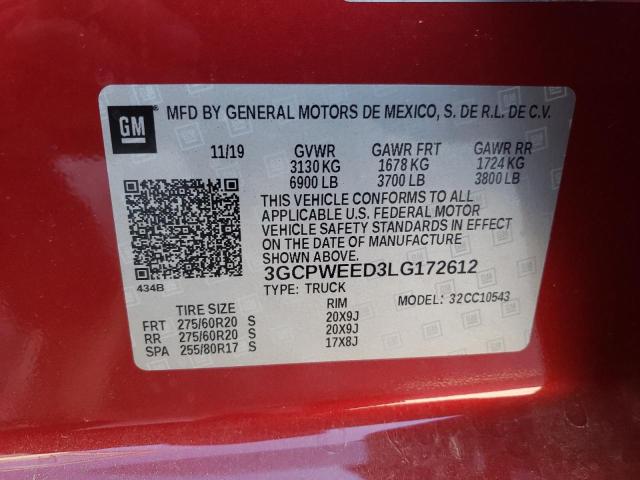 GM ® MFD BY GENERAL MOTORS DE MEXICO, S. DE R.L. DE C.V.
11/19 GVWR GAWR FRT GAWR RR
3130 KG 1678 KG 1724 KG
6900 LB 3700 LB 3800 LB
THIS VEHICLE CONFORMS TO ALL
APPLICABLE U.S. FEDERAL MOTOR
VEHICLE SAFETY STANDARDS IN EFFECT
ON THE DATE OF MANUFACTURE
SHOWN ABOVE.
434B 3GCPWEED3LG172612
TYPE: TRUCK MODEL: 32CC10543
TIRE SIZE RIM
FRT 275/60R20 S 20X9J
RR 275/60R20 S 20X9J
SPA 255/80R17 S 17X8J